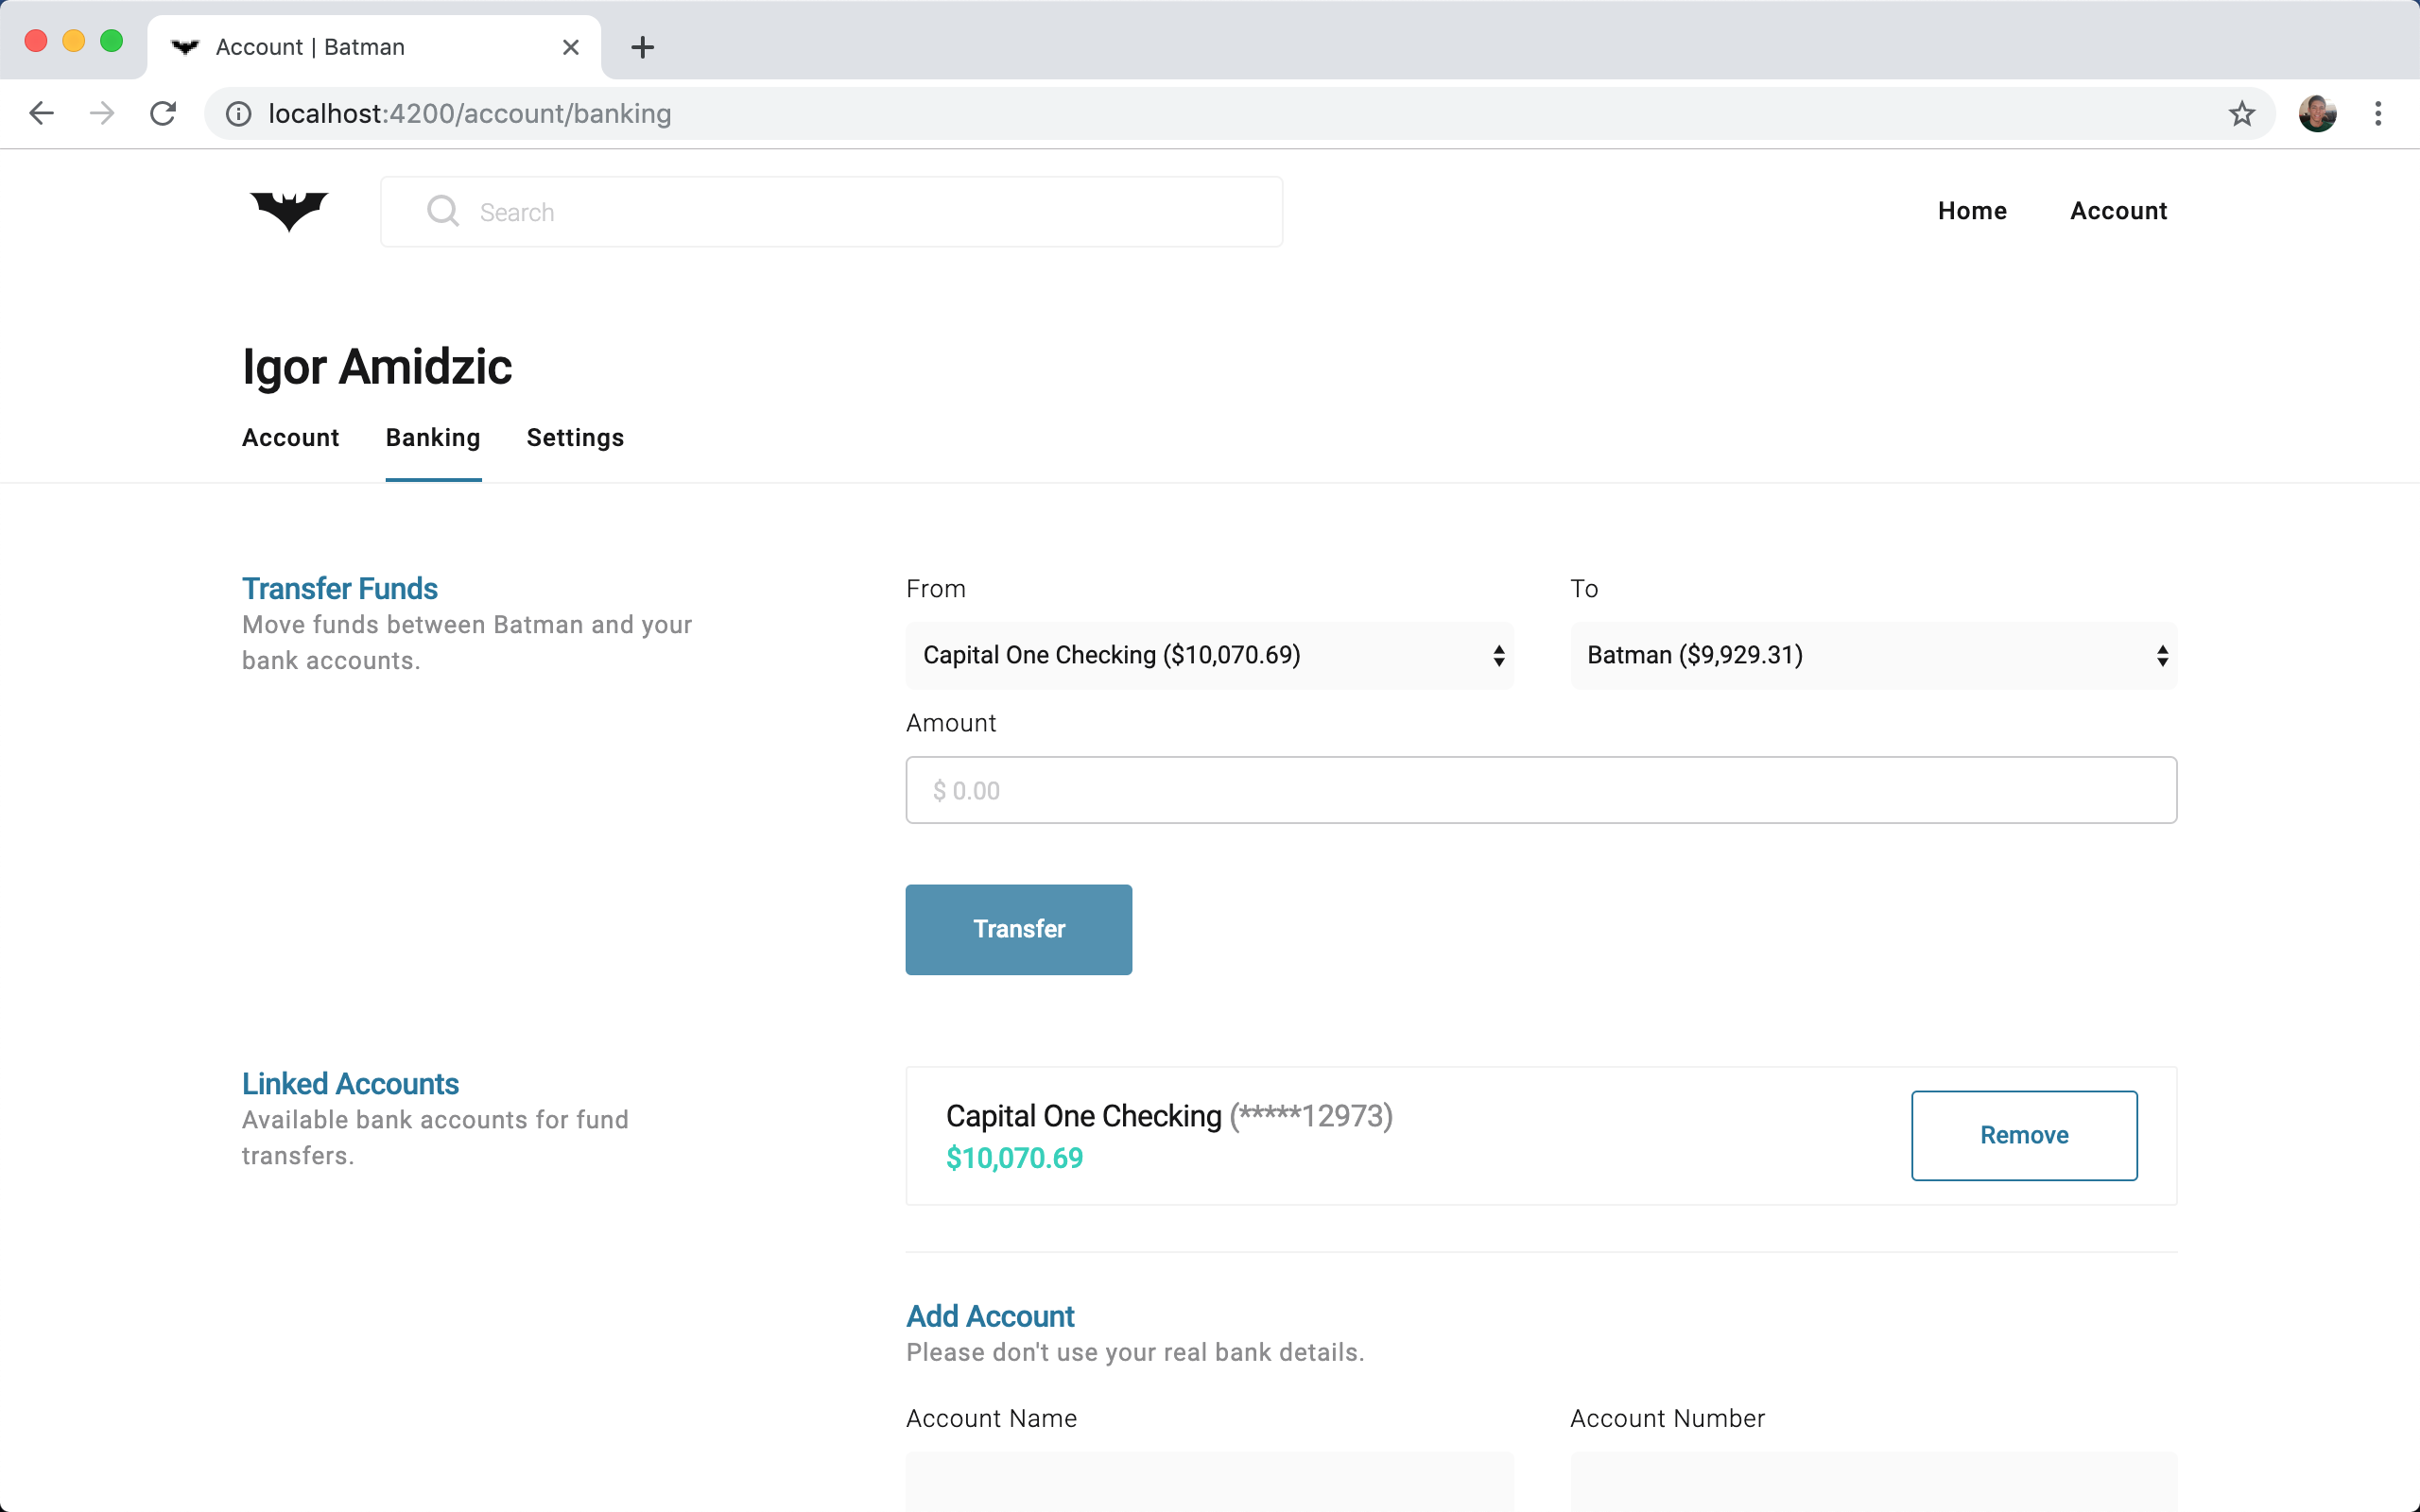 Account | Batman
localhost:4200/account/banking
Search
Home
Account
Igor Amidzic
Account
Banking
Settings
Transfer Funds
Move funds between Batman and your
bank accounts.
From
To
Capital One Checking ($10,070.69)
Batman ($9,929.31)
Amount
$ 0.00
Transfer
Linked Accounts
Available bank accounts for fund
transfers.
Capital One Checking (*****12973)
$10,070.69
Remove
Add Account
Please don't use your real bank details.
Account Name
Account Number